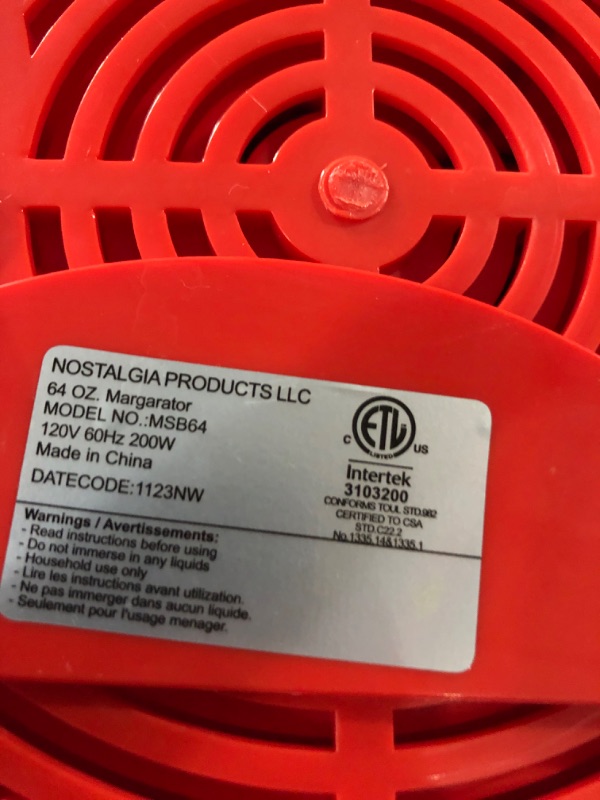 NOSTALGIA PRODUCTS LLC
64 OZ. Margarator
MODEL NO.:MSB64
120V 60Hz 200W
Made in China
DATECODE:1123NW
C ETL US
LISTED
Intertek
3103200
CONFORMS TO UL STD.982
CERTIFIED TO CSA
STD.C22.2
No.1335.14&1335.1
Warnings / Avertissements:
- Read instructions before using
- Do not immerse in any liquids
- Household use only
- Lire les instructions avant utilization.
- Ne pas immerger dans aucun liquide.
- Seulement pour l'usage menager.